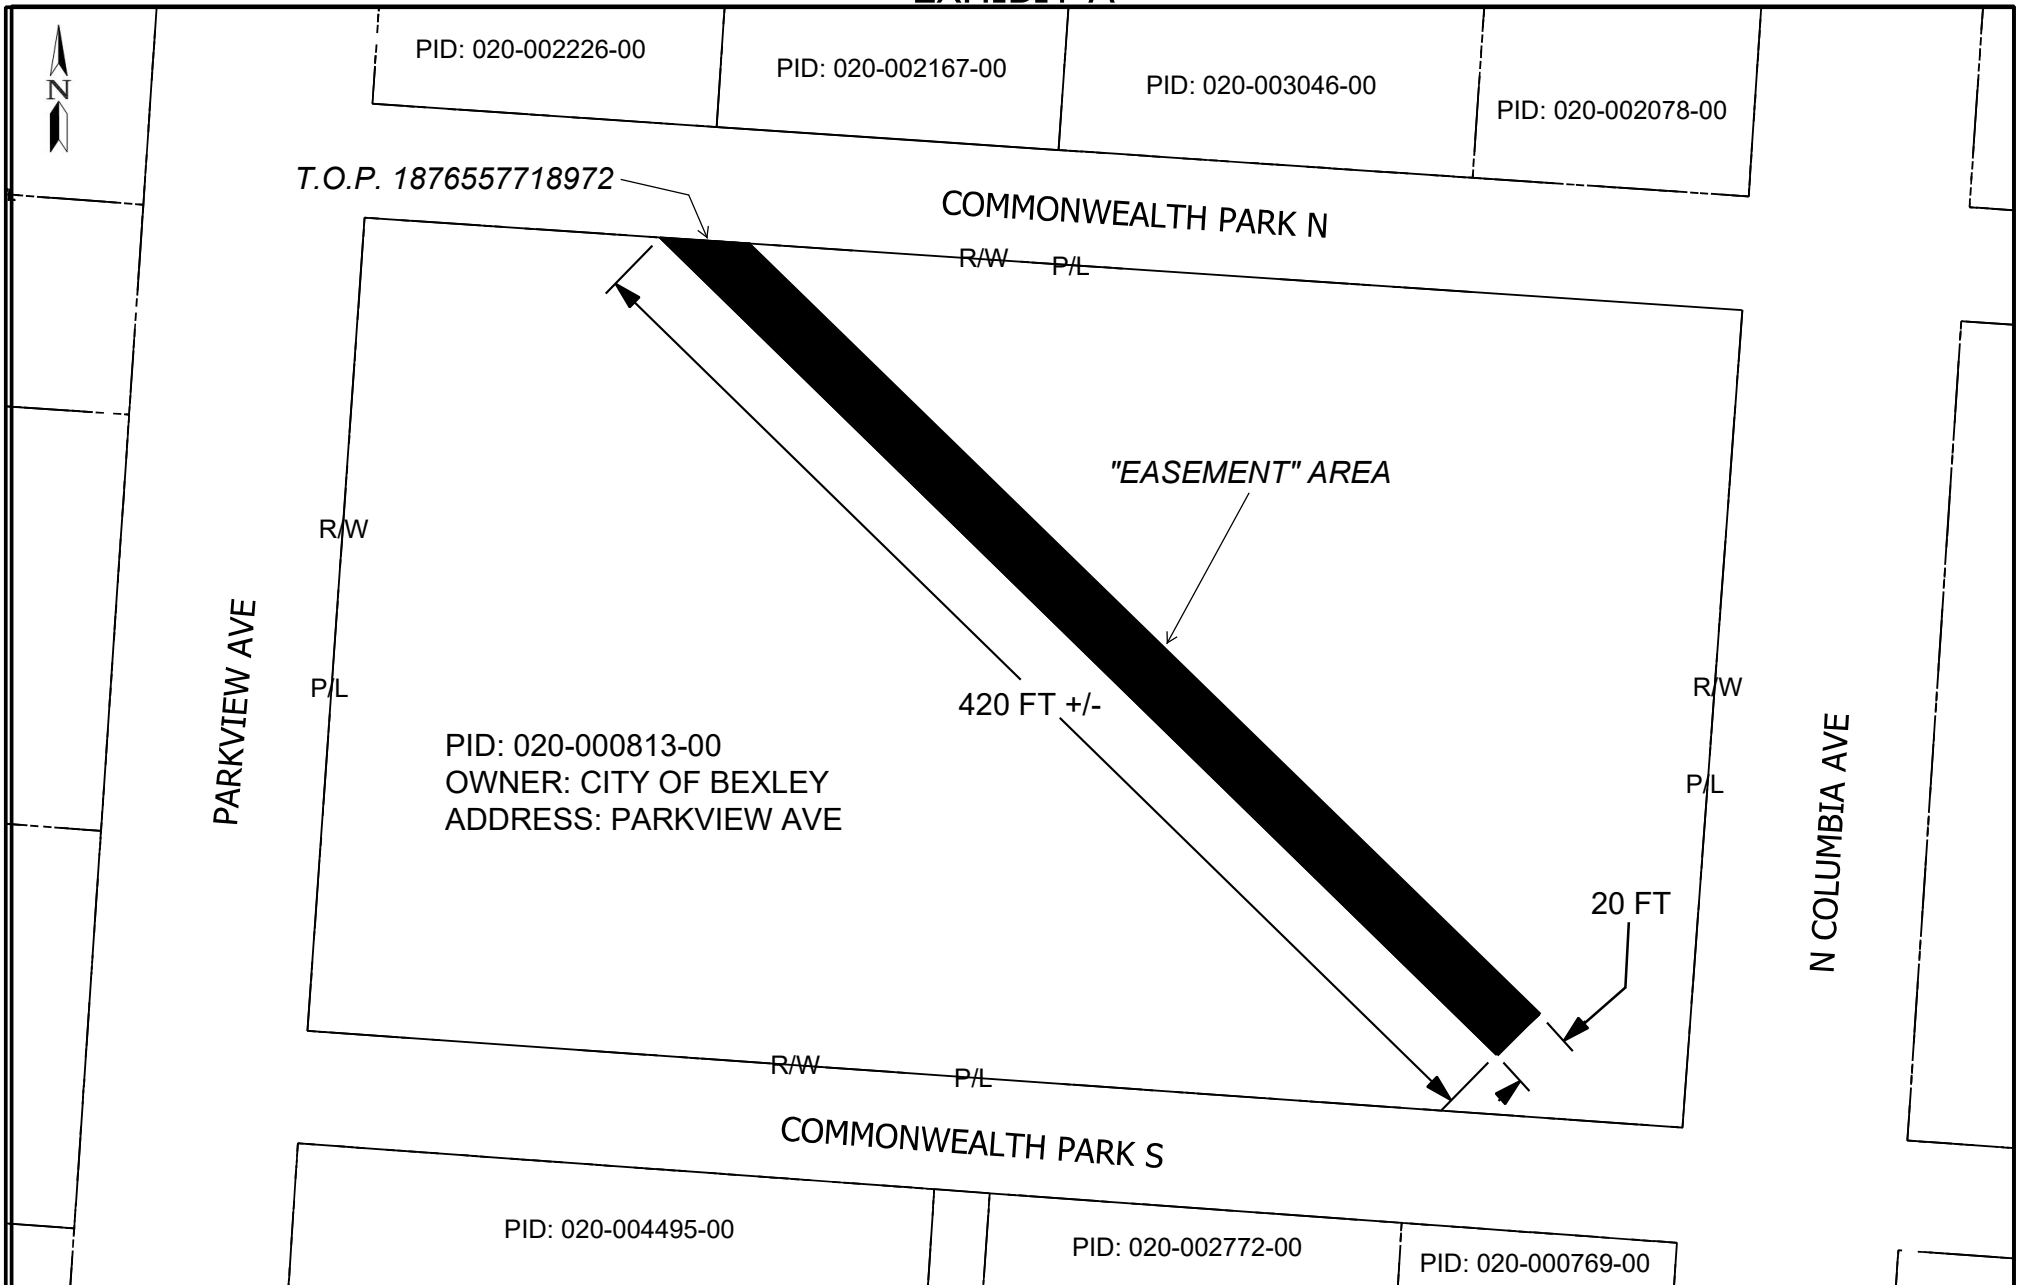 EXHIBIT A
N
PID: 020-002226-00
PID: 020-002167-00
PID: 020-003046-00
PID: 020-002078-00
T.O.P. 1876557718972
COMMONWEALTH PARK N
R/W
P/L
"EASEMENT" AREA
R/W
P/L
PARKVIEW AVE
420 FT +/-
PID: 020-000813-00
OWNER: CITY OF BEXLEY
ADDRESS: PARKVIEW AVE
R/W
P/L
N COLUMBIA AVE
20 FT
R/W
P/L
COMMONWEALTH PARK S
PID: 020-004495-00
PID: 020-002772-00
PID: 020-000769-00